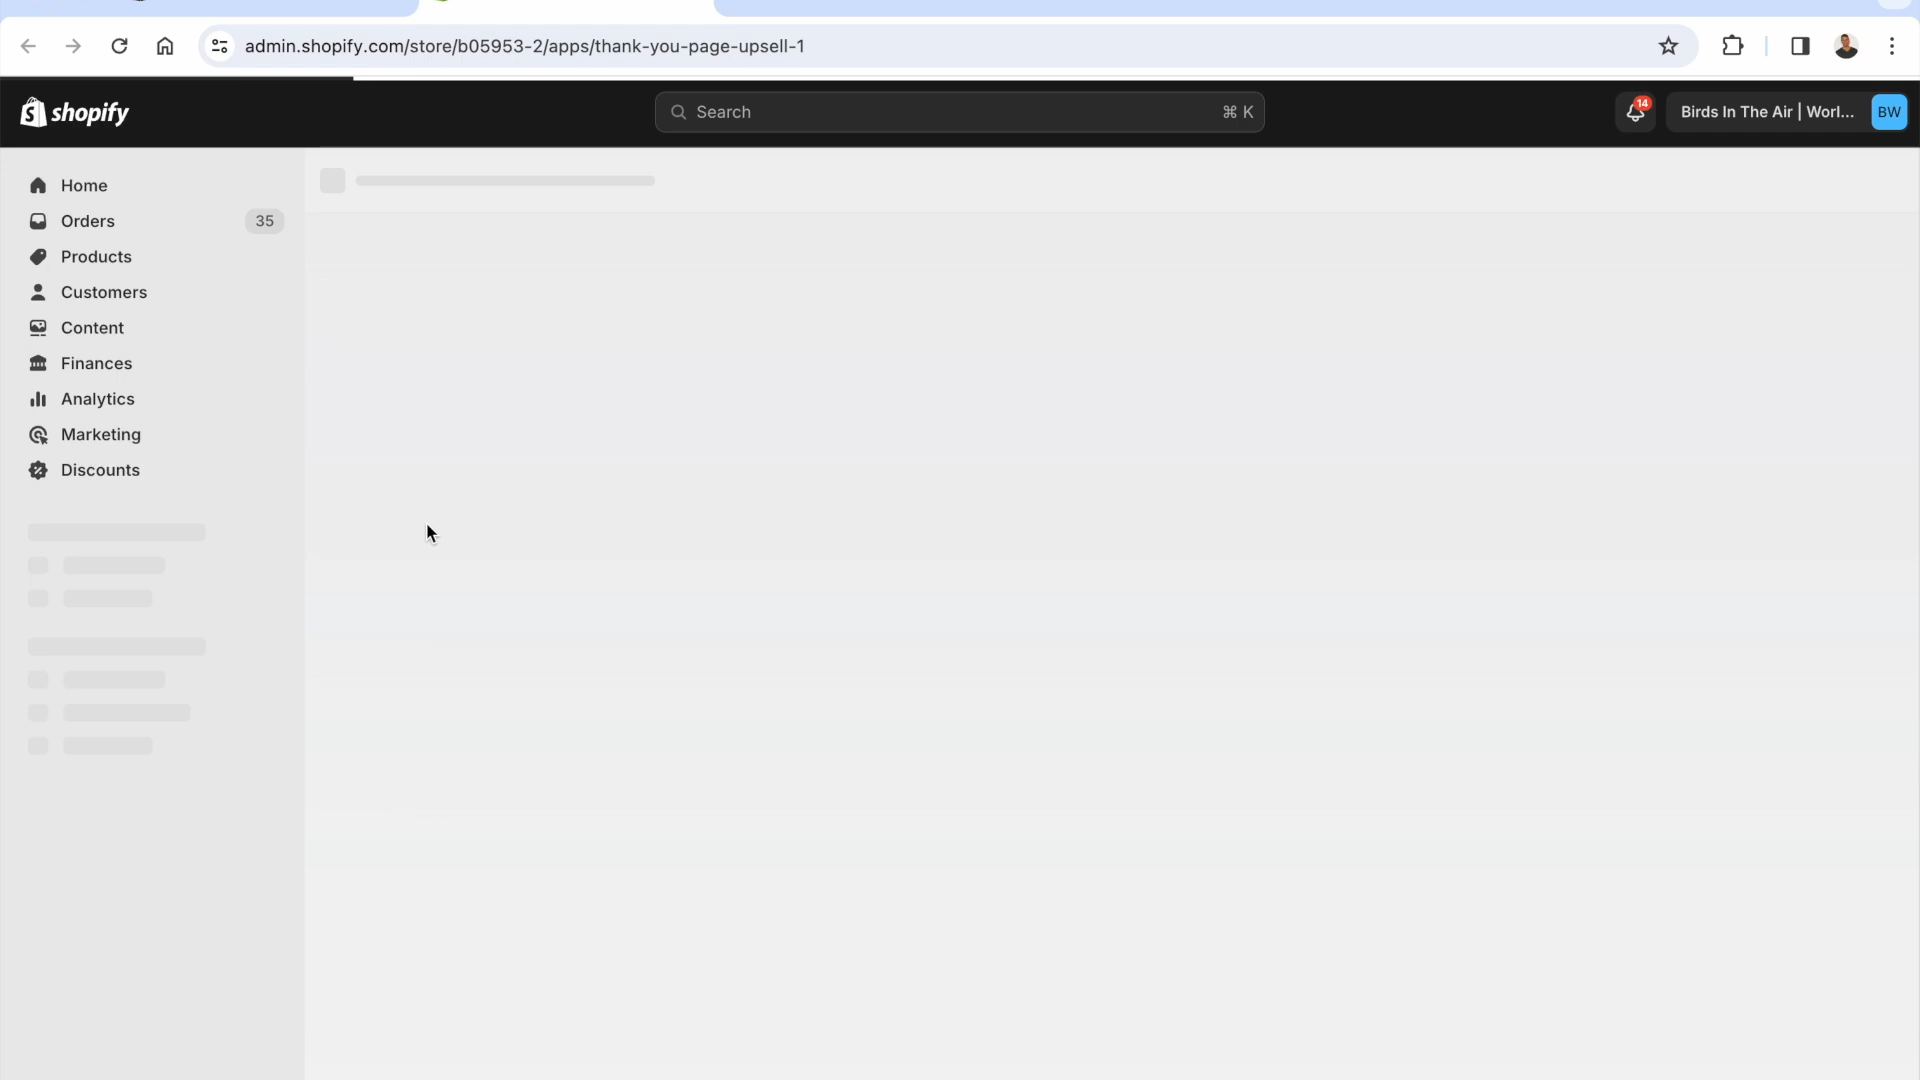 admin.shopify.com/store/b05953-2/apps/thank-you-page-upsell-1
shopify
Search
⌘ K
14
Birds In The Air | Worl...
BW
Home
Orders
35
Products
Customers
Content
Finances
Analytics
Marketing
Discounts